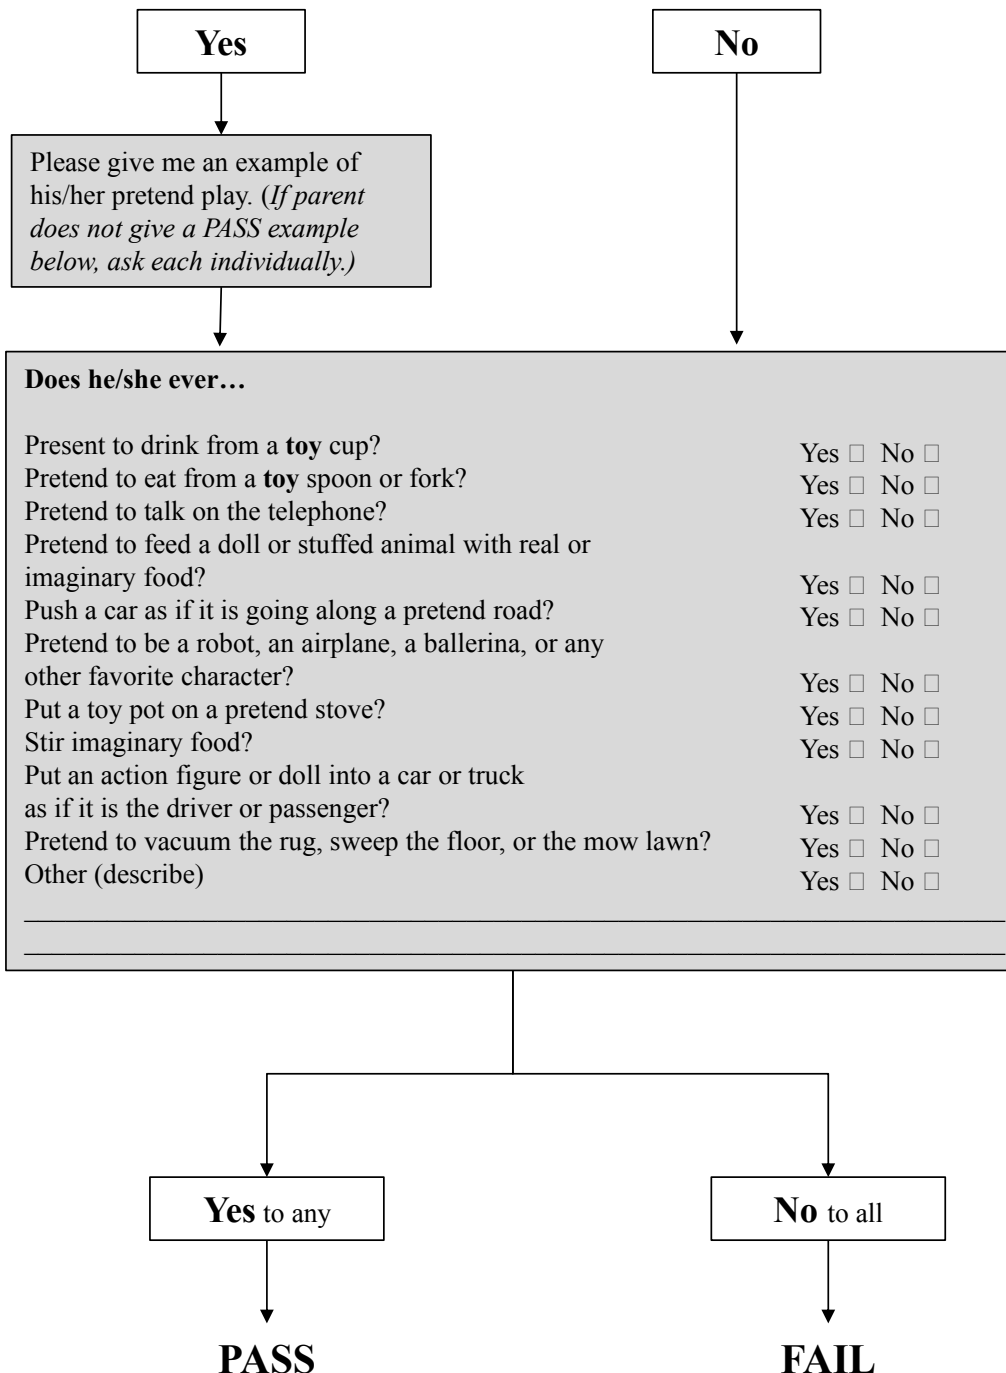 Yes
No
Please give me an example of
his/her pretend play. (If parent
does not give a PASS example
below, ask each individually.)
Does he/she ever…
Present to drink from a toy cup? Yes □ No □
Pretend to eat from a toy spoon or fork? Yes □ No □
Pretend to talk on the telephone? Yes □ No □
Pretend to feed a doll or stuffed animal with real or
imaginary food? Yes □ No □
Push a car as if it is going along a pretend road? Yes □ No □
Pretend to be a robot, an airplane, a ballerina, or any
other favorite character? Yes □ No □
Put a toy pot on a pretend stove? Yes □ No □
Stir imaginary food? Yes □ No □
Put an action figure or doll into a car or truck
as if it is the driver or passenger? Yes □ No □
Pretend to vacuum the rug, sweep the floor, or the mow lawn? Yes □ No □
Other (describe) Yes □ No □
Yes to any
No to all
PASS
FAIL